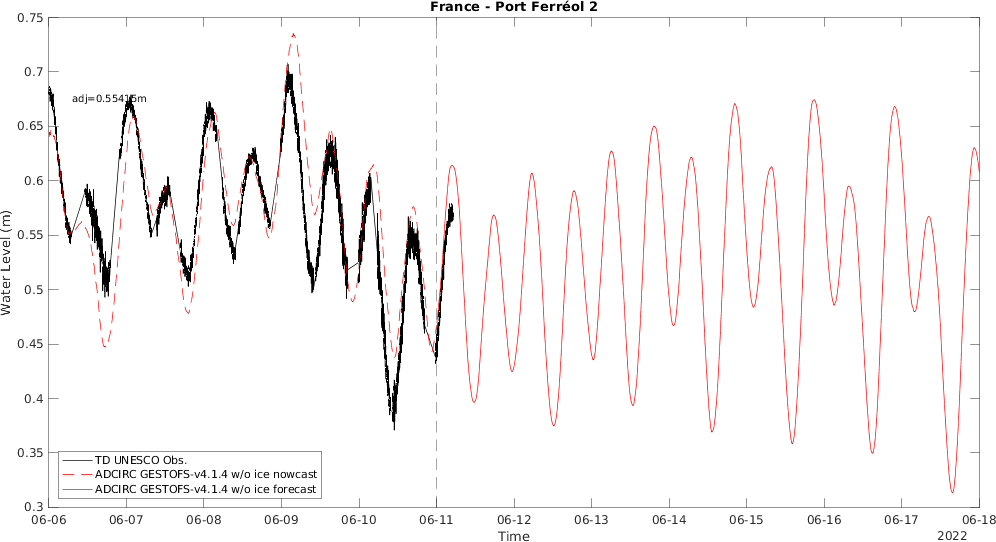 France - Port Ferréol 2
0.75
0.7
0.65
0.6
0.55
0.5
0.45
0.4
0.35
0.3
Water Level (m)
adj=0.55415m
TD UNESCO Obs.
ADCIRC GESTOFS-v4.1.4 w/o ice nowcast
ADCIRC GESTOFS-v4.1.4 w/o ice forecast
06-06 06-07 06-08 06-09 06-10 06-11 06-12 06-13 06-14 06-15 06-16 06-17 06-18
Time
2022